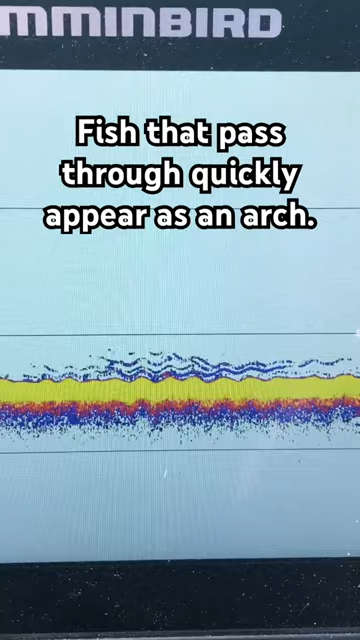 MMINBIRD
Fish that pass
through quickly
appear as an arch.